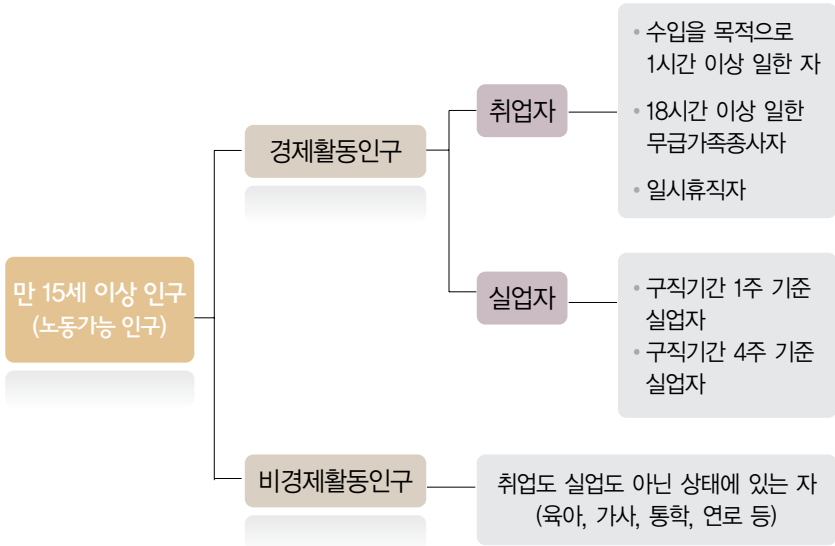 만 15세 이상 인구
(노동가능 인구)
경제활동인구
취업자
• 수입을 목적으로
1시간 이상 일한 자
• 18시간 이상 일한
무급가족종사자
• 일시휴직자
실업자
• 구직기간 1주 기준
실업자
• 구직기간 4주 기준
실업자
비경제활동인구
취업도 실업도 아닌 상태에 있는 자
(육아, 가사, 통학, 연로 등)